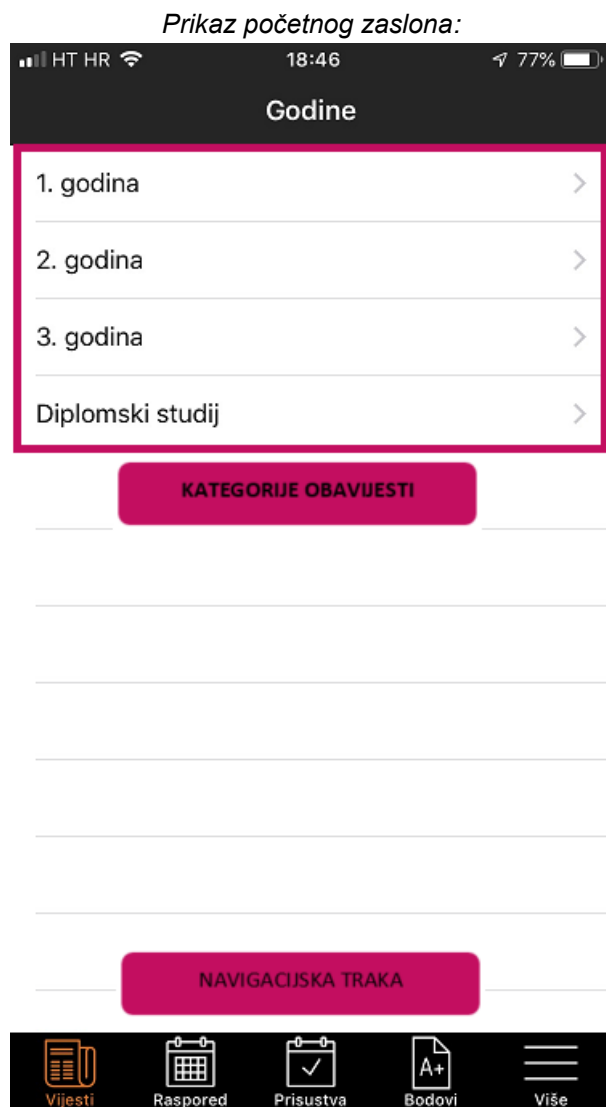 Prikaz početnog zaslona:
HT HR 18:46 77%
Godine
1. godina
2. godina
3. godina
Diplomski studij
KATEGORIJE OBAVIJESTI
NAVIGACIJSKA TRAKA
A+
Vijesti Raspored Prisustva Bodovi Više